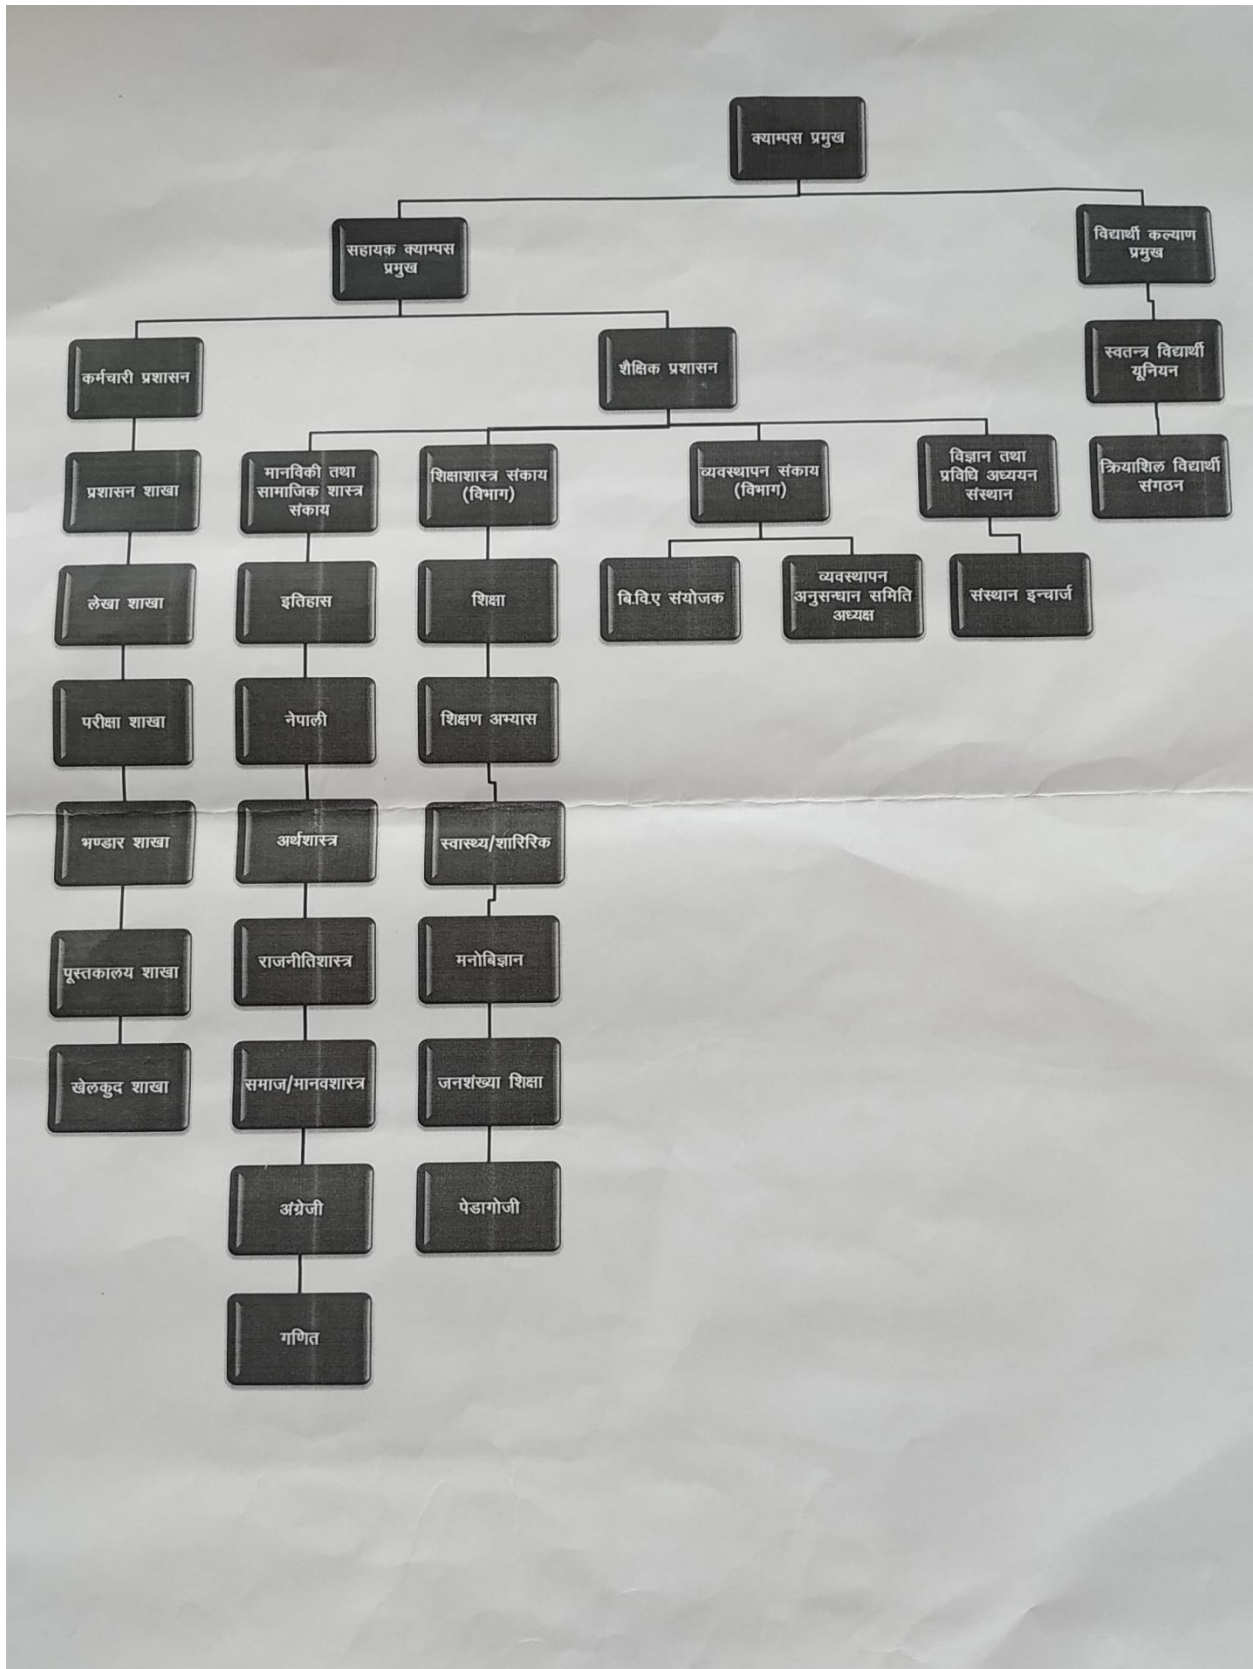 क्याम्पस प्रमुख
सहायक क्याम्पस
प्रमुख
विद्यार्थी कल्याण
प्रमुख
कर्मचारी प्रशासन
शैक्षिक प्रशासन
स्वतन्त्र विद्यार्थी
यूनियन
प्रशासन शाखा
मानविकी तथा
सामाजिक शास्त्र
संकाय
शिक्षाशास्त्र संकाय
(विभाग)
व्यवस्थापन संकाय
(विभाग)
विज्ञान तथा
प्रविधि अध्ययन
संस्थान
क्रियाशिल विद्यार्थी
संगठन
लेखा शाखा
इतिहास
शिक्षा
बि.वि.ए संयोजक
व्यवस्थापन
अनुसन्धान समिति
अध्यक्ष
संस्थान इन्चार्ज
परीक्षा शाखा
नेपाली
शिक्षण अभ्यास
भण्डार शाखा
अर्थशास्त्र
स्वास्थ्य/शारिरिक
पूस्तकालय शाखा
राजनीतिशास्त्र
मनोबिज्ञान
खेलकुद शाखा
समाज/मानवशास्त्र
जनशंख्या शिक्षा
अंग्रेजी
पेडागोजी
गणित